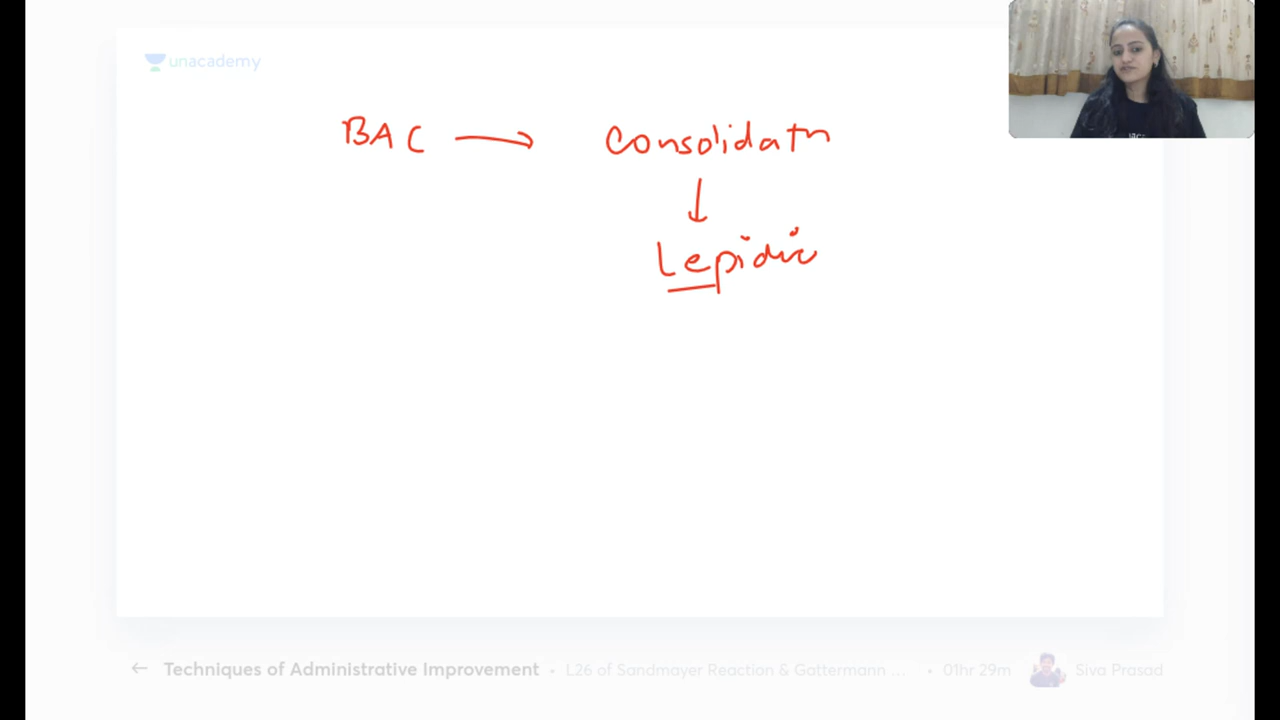 unacademy
BAC → Consolidatn
↓
Lepidic
← Techniques of Administrative Improvement • L26 of Sandmayer Reaction & Gattermann ... • 01hr 29m Siva Prasad